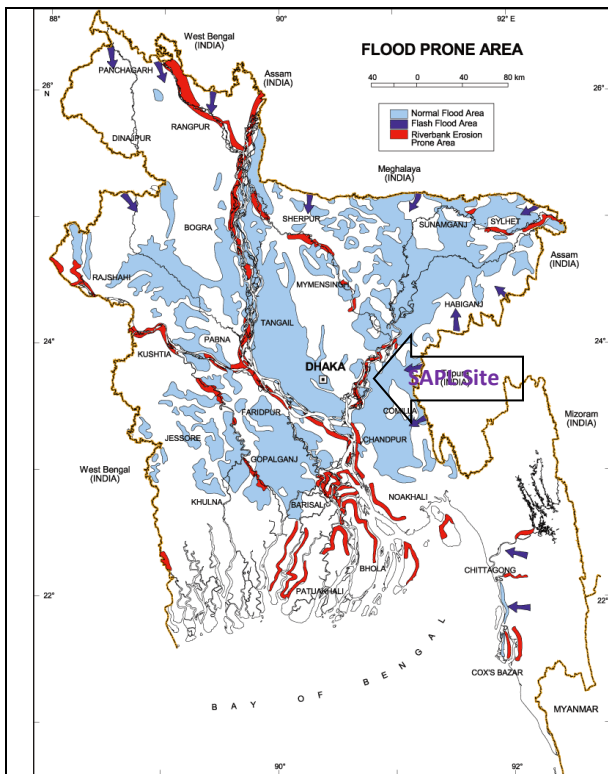 88°
90°
92°E
West Bengal
(INDIA)
PANCHAGARH
FLOOD PRONE AREA
40 0 40 80 km
Assam
(INDIA)
26°
N
26°
Normal Flood Area
Flash Flood Area
Riverbank Erosion
Prone Area
RANGPUR
DINAJPUR
Meghalaya
(INDIA)
SHERPUR
SUNAMGANJ
SYLHET
BOGRA
Assam
(INDIA)
RAJSHAHI
MYMENSINGH
HABIGANJ
TANGAIL
24°
24°
PABNA
KUSHTIA
DHAKA
SAPL Site
(INDIA)
FARIDPUR
COMILLA
Mizoram
(INDIA)
JESSORE
CHANDPUR
GOPALGANJ
West Bengal
(INDIA)
NOAKHALI
KHULNA
BARISAL
CHITTAGONG
BHOLA
22°
22°
PATUAKHALI
COX'S BAZAR
BAY OF BENGAL
MYANMAR
90°
92°